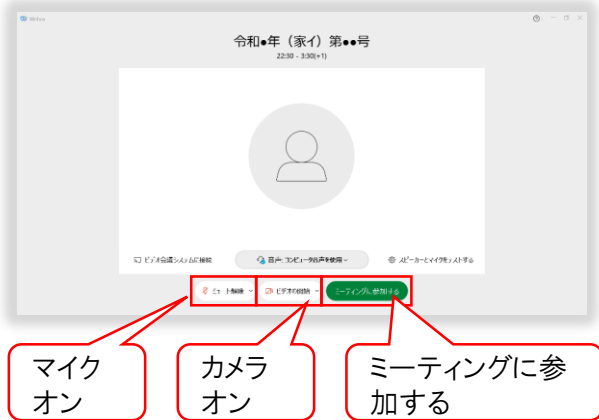 Webex
令和●年（家イ）第●●号
22:30 - 3:30(+1)
ビデオ会議システムに接続
音声: コンピュータ音声を使用
スピーカーとマイクをテストする
ミュート解除
ビデオの開始
ミーティングに参加する
マイク
オン
カメラ
オン
ミーティングに参
加する